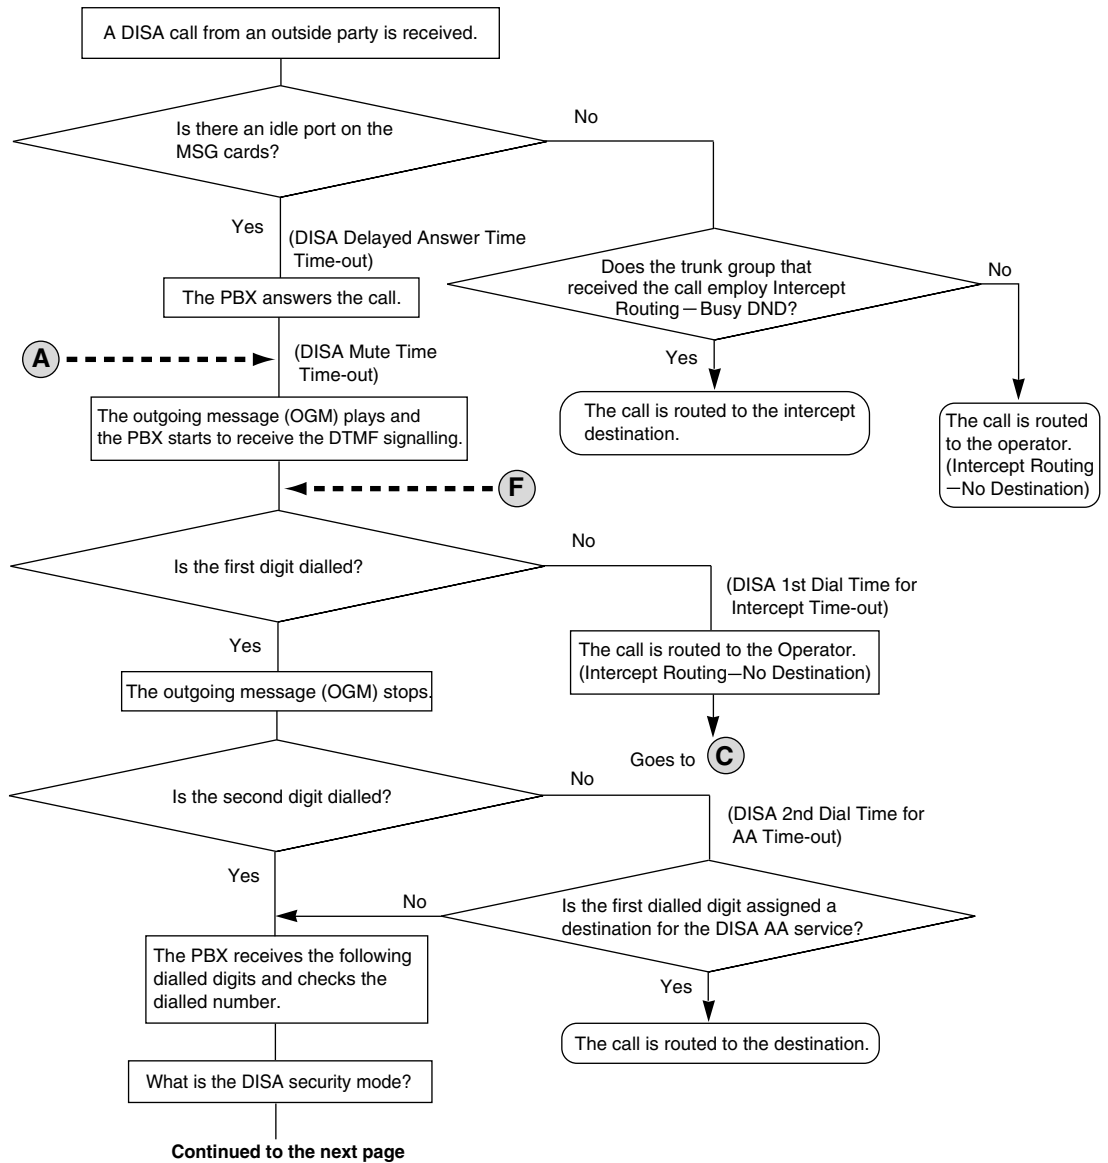 A DISA call from an outside party is received.
Is there an idle port on the
MSG cards?
No
Yes
(DISA Delayed Answer Time
Time-out)
The PBX answers the call.
Does the trunk group that
received the call employ Intercept
Routing—Busy DND?
No
Yes
A
(DISA Mute Time
Time-out)
The outgoing message (OGM) plays and
the PBX starts to receive the DTMF signalling.
The call is routed to the intercept
destination.
The call is routed
to the operator.
(Intercept Routing
—No Destination)
F
Is the first digit dialled?
No
(DISA 1st Dial Time for
Intercept Time-out)
Yes
The call is routed to the Operator.
(Intercept Routing—No Destination)
The outgoing message (OGM) stops.
Goes to C
Is the second digit dialled?
No
(DISA 2nd Dial Time for
AA Time-out)
Yes
No
Is the first dialled digit assigned a
destination for the DISA AA service?
The PBX receives the following
dialled digits and checks the
dialled number.
Yes
The call is routed to the destination.
What is the DISA security mode?
Continued to the next page